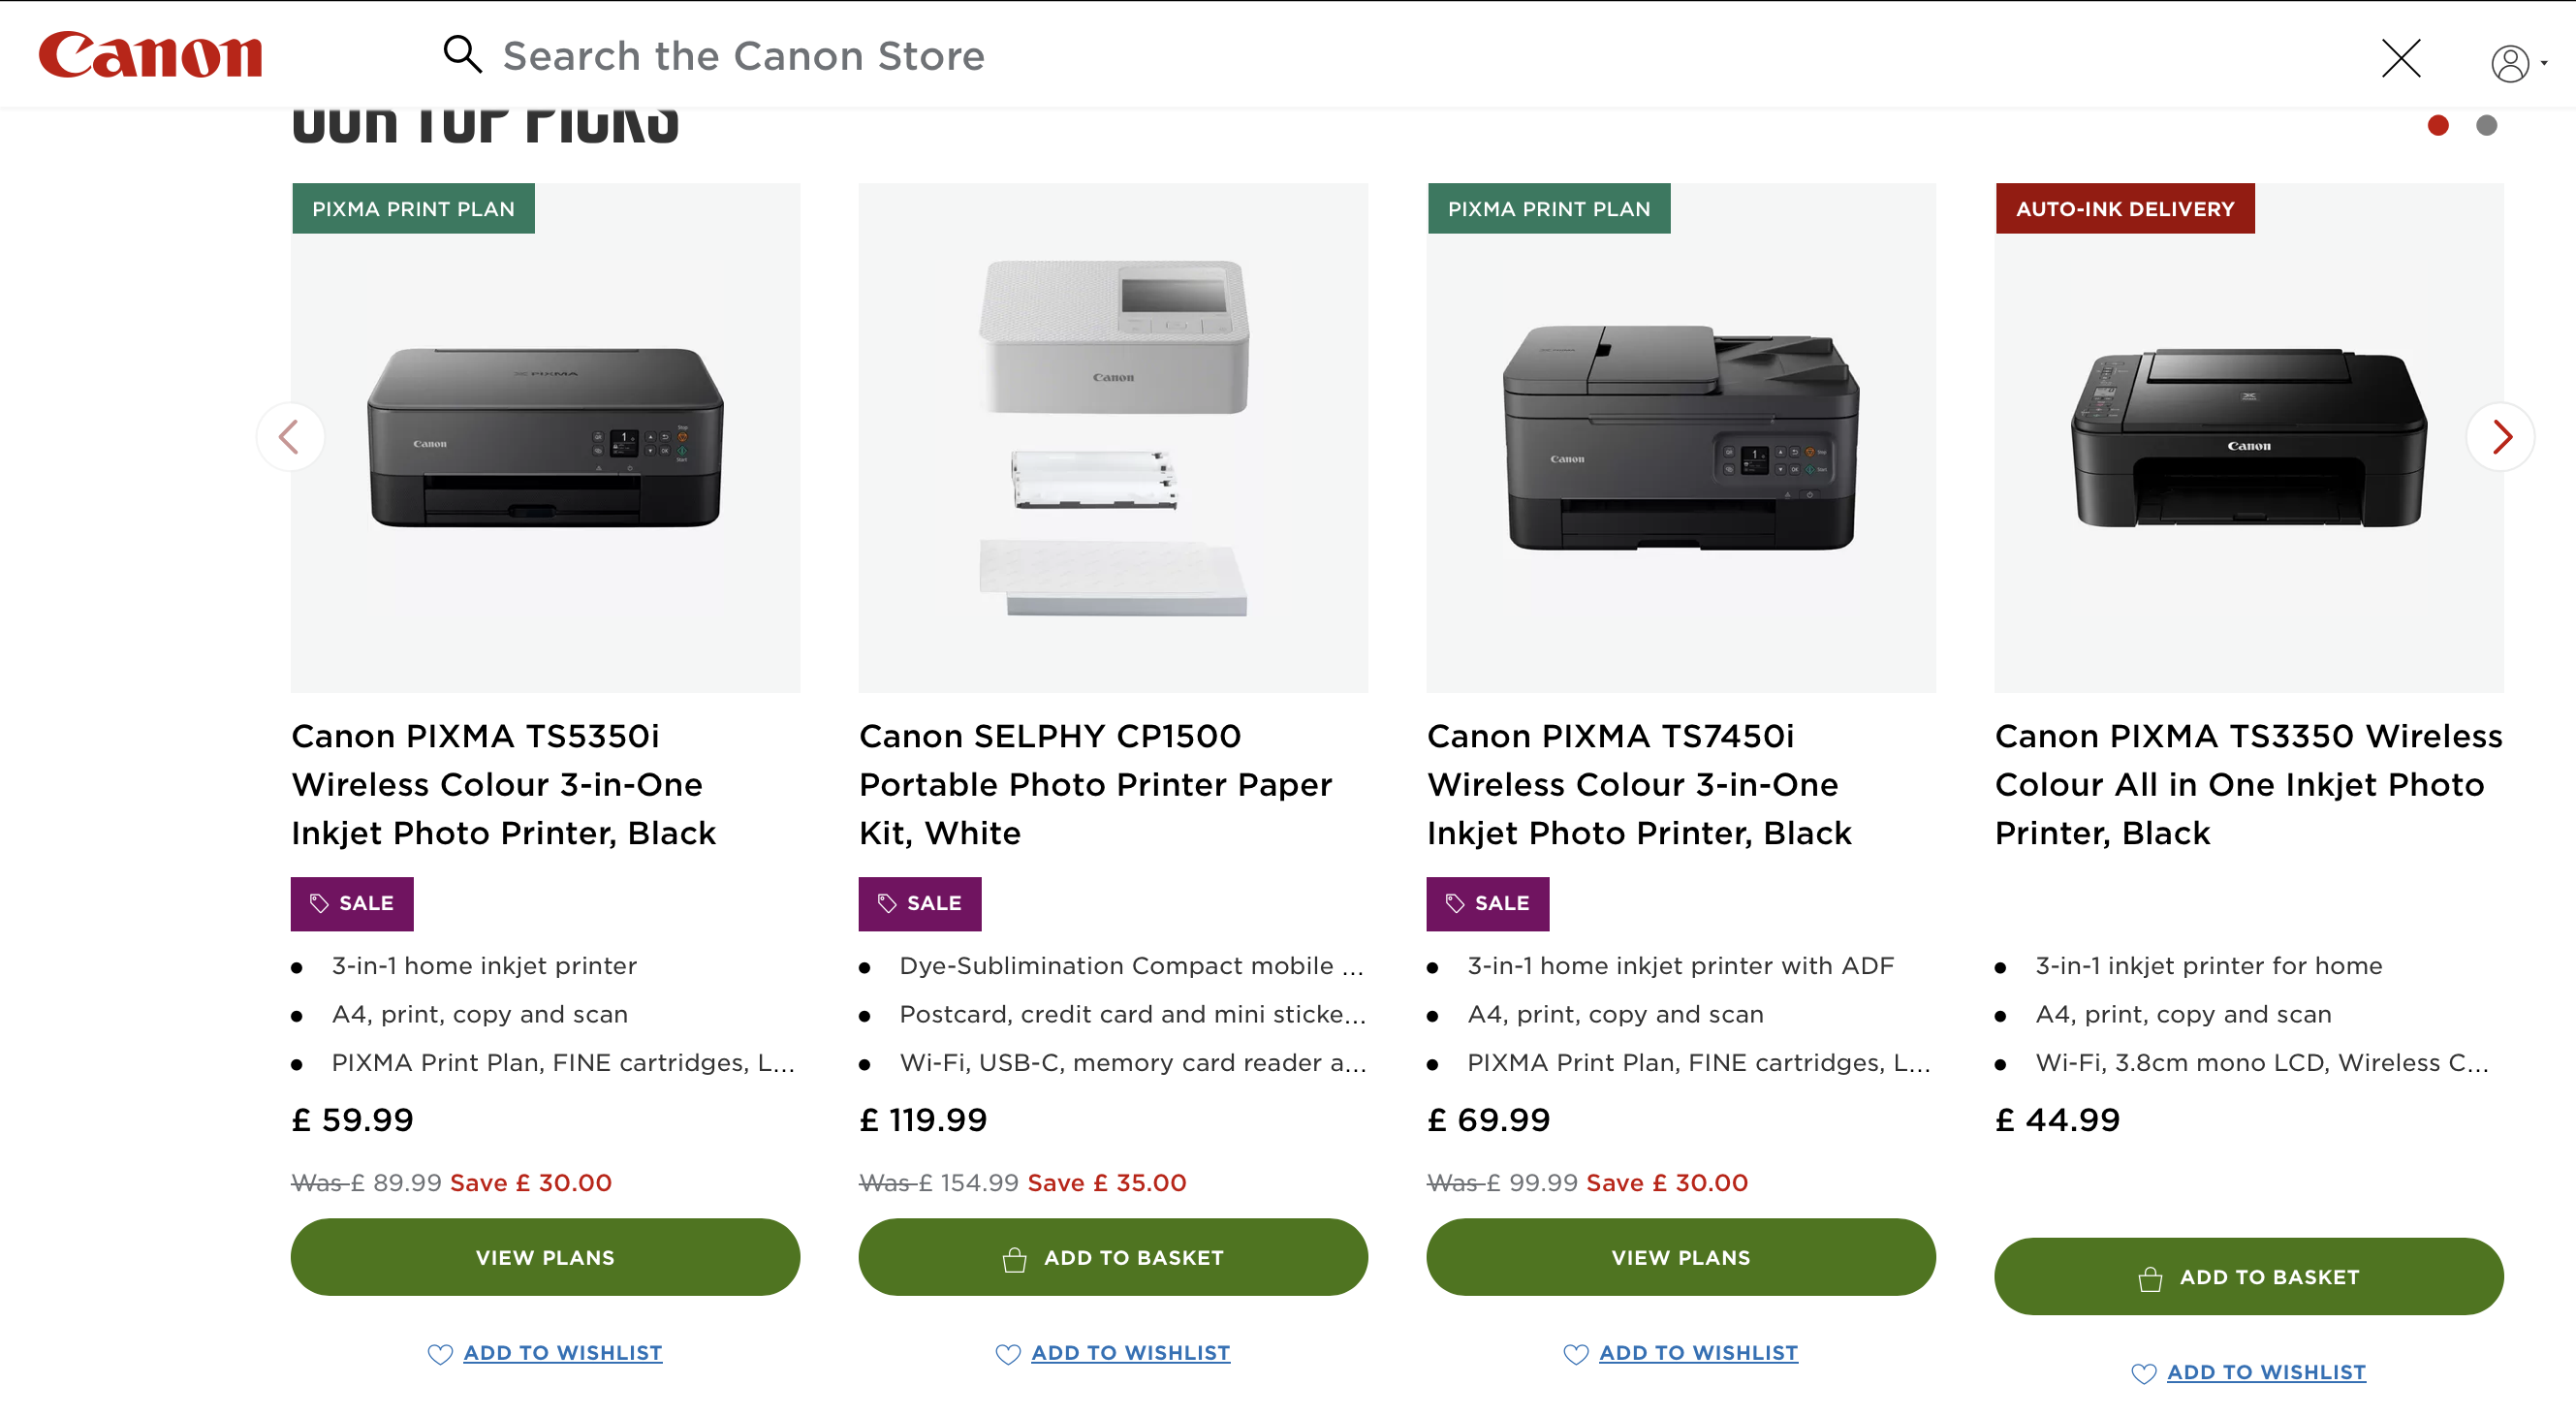 Canon
Search the Canon Store
OUR TOP PICKS
PIXMA PRINT PLAN
Canon
Canon PIXMA TS5350i
Wireless Colour 3-in-One
Inkjet Photo Printer, Black
SALE
3-in-1 home inkjet printer
A4, print, copy and scan
PIXMA Print Plan, FINE cartridges, L...
£ 59.99
Was £ 89.99 Save £ 30.00
VIEW PLANS
ADD TO WISHLIST
Canon
Canon SELPHY CP1500
Portable Photo Printer Paper
Kit, White
SALE
Dye-Sublimination Compact mobile ...
Postcard, credit card and mini sticke...
Wi-Fi, USB-C, memory card reader a...
£ 119.99
Was £ 154.99 Save £ 35.00
ADD TO BASKET
ADD TO WISHLIST
PIXMA PRINT PLAN
Canon
Canon PIXMA TS7450i
Wireless Colour 3-in-One
Inkjet Photo Printer, Black
SALE
3-in-1 home inkjet printer with ADF
A4, print, copy and scan
PIXMA Print Plan, FINE cartridges, L...
£ 69.99
Was £ 99.99 Save £ 30.00
VIEW PLANS
ADD TO WISHLIST
AUTO-INK DELIVERY
Canon
Canon PIXMA TS3350 Wireless
Colour All in One Inkjet Photo
Printer, Black
3-in-1 inkjet printer for home
A4, print, copy and scan
Wi-Fi, 3.8cm mono LCD, Wireless C...
£ 44.99
ADD TO BASKET
ADD TO WISHLIST